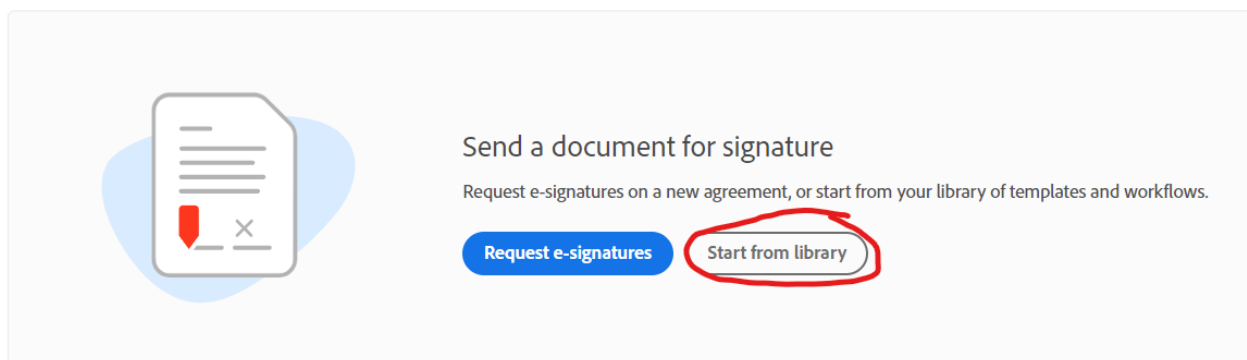 Send a document for signature
Request e-signatures on a new agreement, or start from your library of templates and workflows.
Request e-signatures Start from library